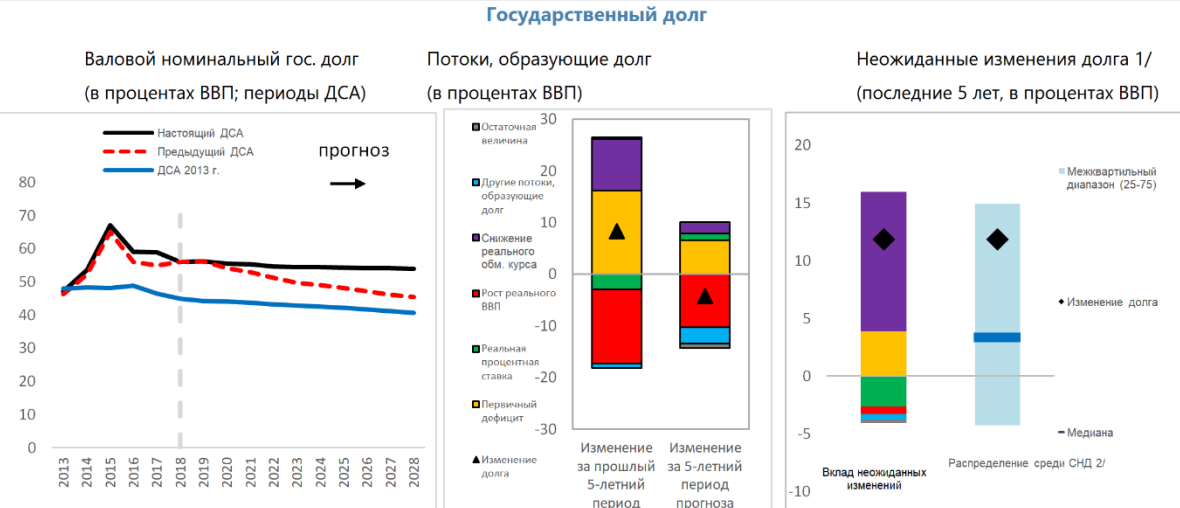 Государственный долг
Валовой номинальный гос. долг
(в процентах ВВП; периоды ДСА)
Настоящий ДСА
Предыдущий ДСА
ДСА 2013 г.
прогноз
80
70
60
50
40
30
20
10
0
2013
2014
2015
2016
2017
2018
2019
2020
2021
2022
2023
2024
2025
2026
2027
2028
Потоки, образующие долг
(в процентах ВВП)
Остаточная
величина
Другие потоки,
образующие
долг
Снижение
реального
обм. курса
Рост реального
ВВП
Реальная
процентная
ставка
Первичный
дефицит
Изменение
долга
30
20
10
0
-10
-20
-30
Изменение
за прошлый
5-летний
период
Изменение
за 5-летний
период
прогноза
Неожиданные изменения долга 1/
(последние 5 лет, в процентах ВВП)
20
15
10
5
0
-5
-10
Межквартильный
диапазон (25-75)
Изменение долга
Медиана
Вклад неожиданных
изменений
Распределение среди СНД 2/